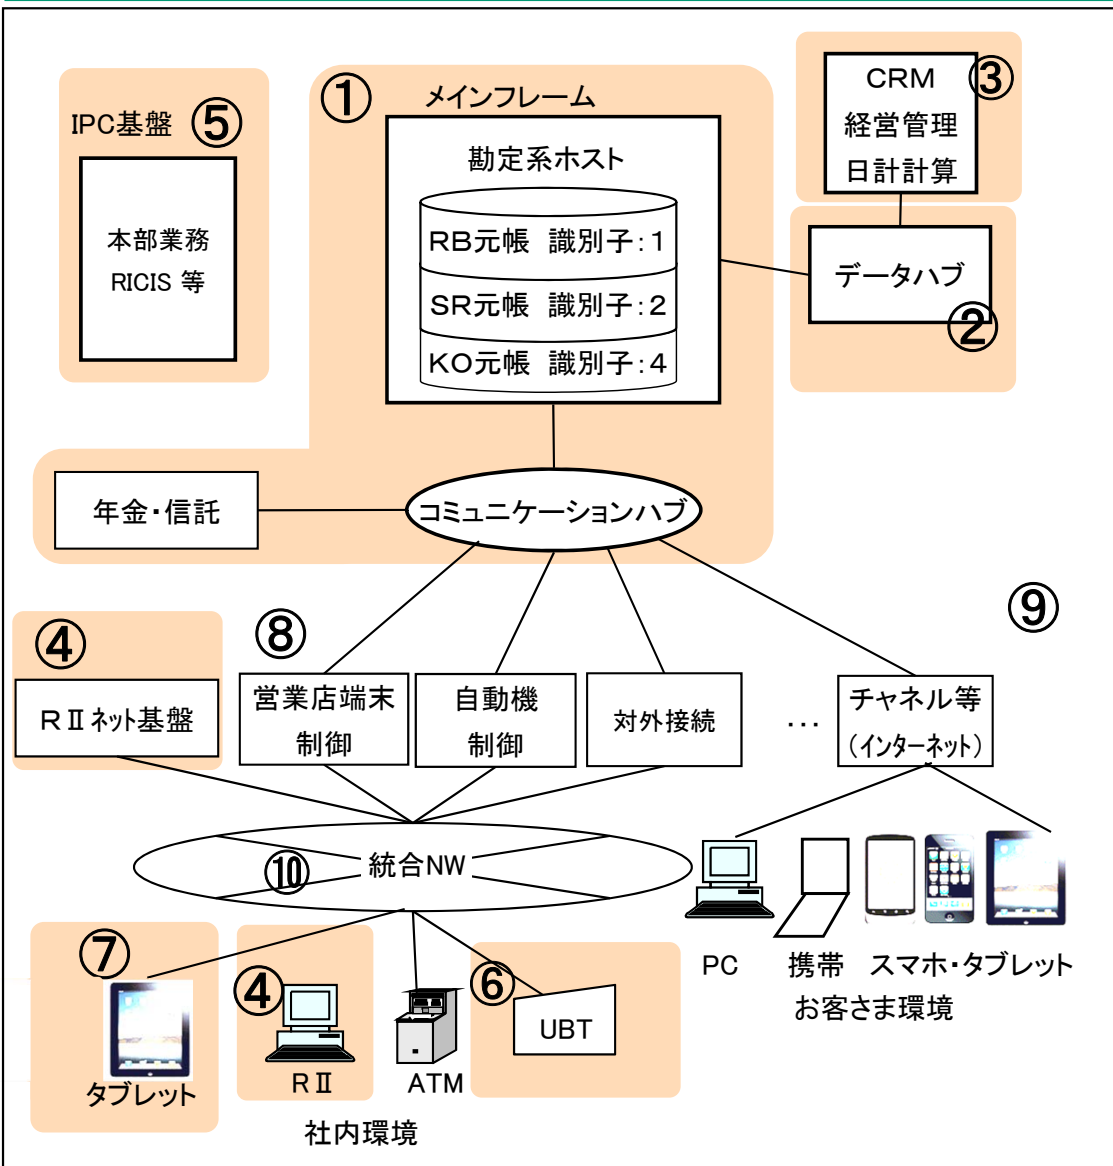 IPC基盤
⑤
本部業務
RICIS 等
①
メインフレーム
勘定系ホスト
RB元帳 識別子:1
SR元帳 識別子:2
KO元帳 識別子:4
CRM
③
経営管理
日計計算
データハブ
②
年金・信託
コミュニケーションハブ
④
RⅡネット基盤
⑧
営業店端末
制御
自動機
制御
対外接続
…
⑨
チャネル等
(インターネット)
⑩
統合NW
⑦
タブレット
④
RⅡ
ATM
⑥
UBT
社内環境
PC
携帯
スマホ・タブレット
お客さま環境